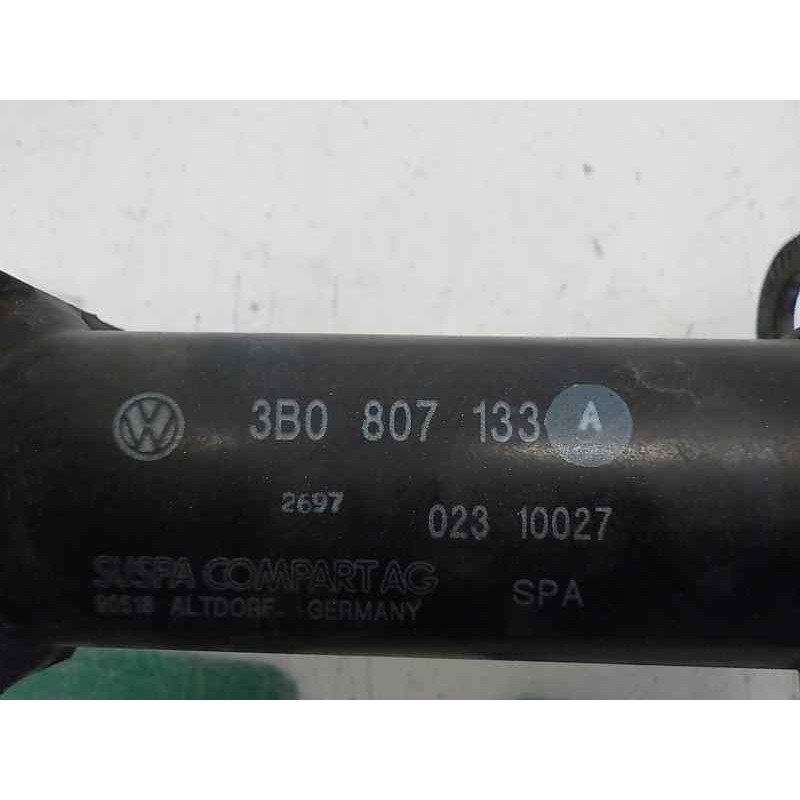 3B0 807 133 A
2697 023 10027
SUSPA COMPART AG SPA
90518 ALTDORF. GERMANY